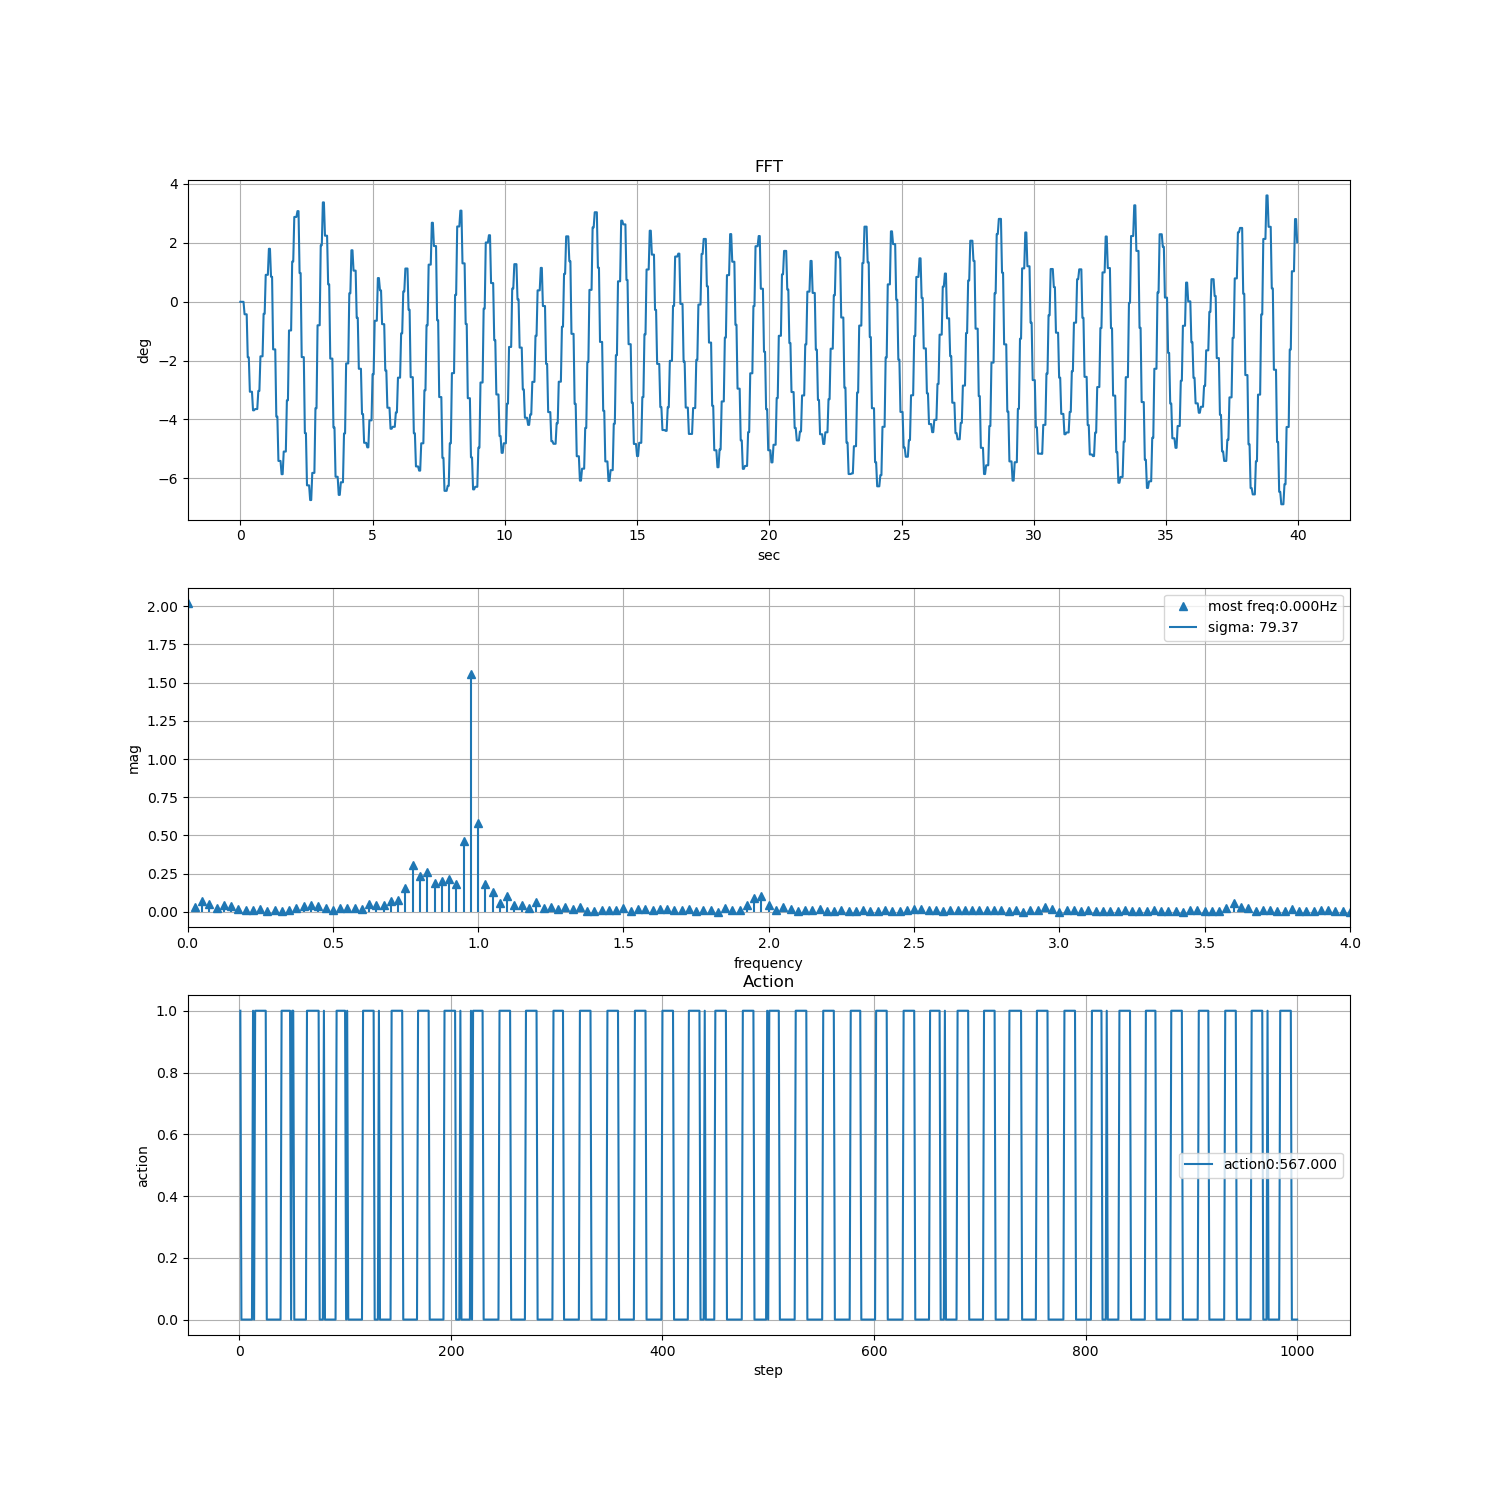 FFT
4
2
0
−2
−4
−6
deg
0 5 10 15 20 25 30 35 40
sec
2.00
1.75
1.50
1.25
1.00
0.75
0.50
0.25
0.00
mag
most freq:0.000Hz
sigma: 79.37
0.0 0.5 1.0 1.5 2.0 2.5 3.0 3.5 4.0
frequency
Action
1.0
0.8
0.6
0.4
0.2
0.0
action
action0:567.000
0 200 400 600 800 1000
step